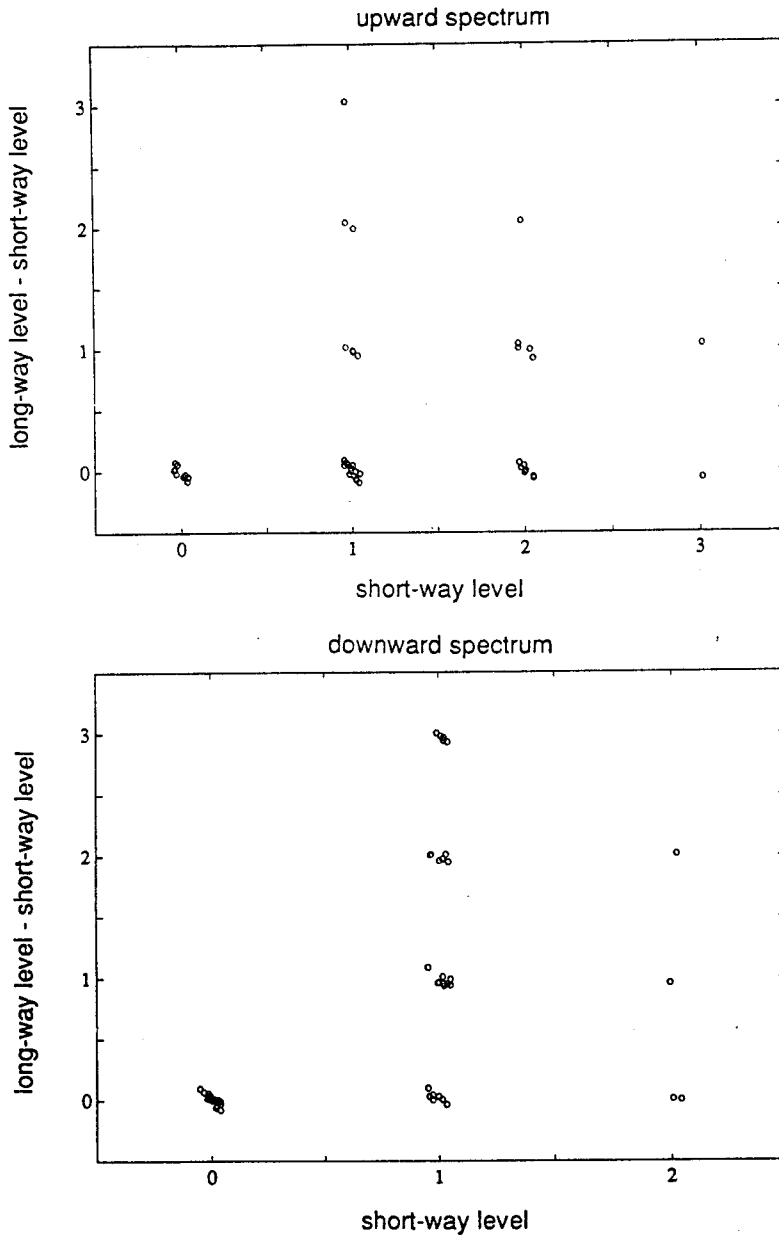 upward spectrum
long-way level - short-way level
3
2
1
0
0 1 2 3
short-way level
downward spectrum
long-way level - short-way level
3
2
1
0
0 1 2
short-way level